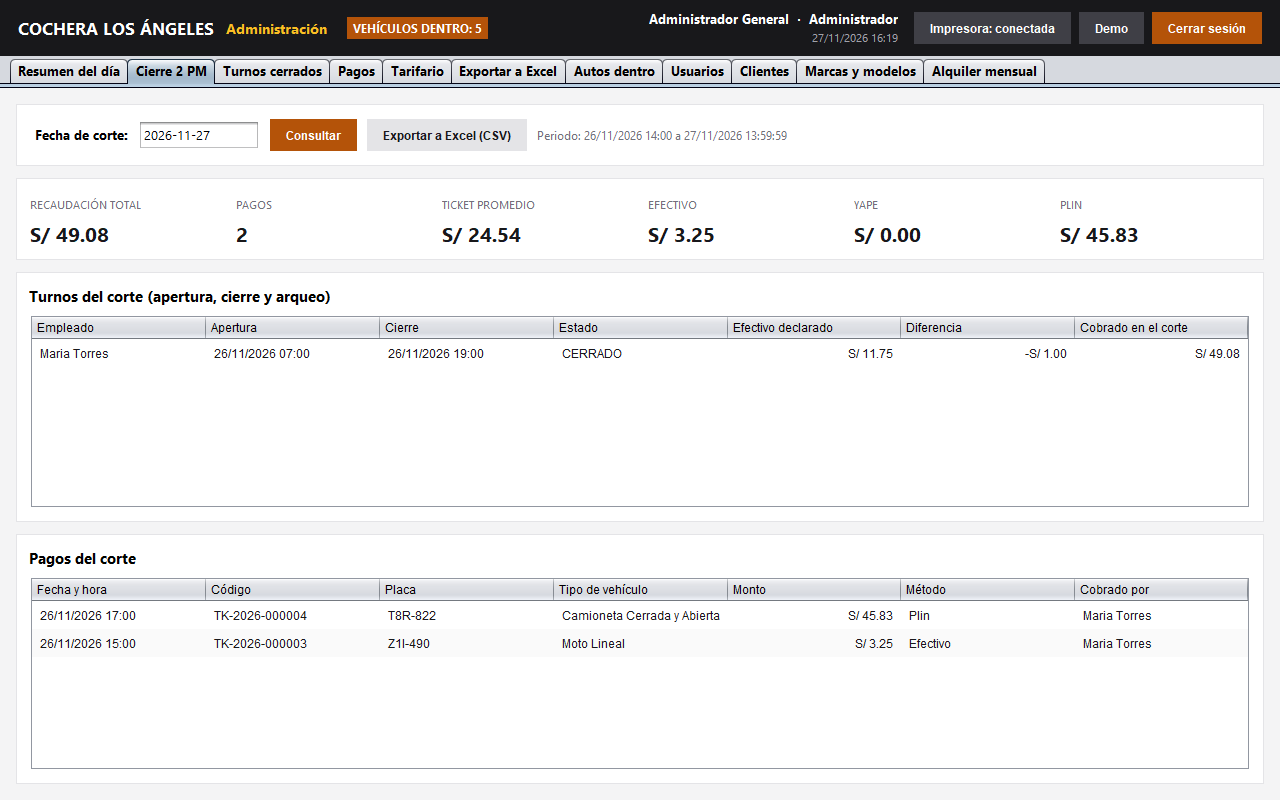 COCHERA LOS ÁNGELES Administración VEHÍCULOS DENTRO: 5 Administrador General · Administrador
27/11/2026 16:19
Impresora: conectada Demo Cerrar sesión
Resumen del día Cierre 2 PM Turnos cerrados Pagos Tarifario Exportar a Excel Autos dentro Usuarios Clientes Marcas y modelos Alquiler mensual
Fecha de corte: 2026-11-27 Consultar Exportar a Excel (CSV) Periodo: 26/11/2026 14:00 a 27/11/2026 13:59:59
RECAUDACIÓN TOTAL PAGOS TICKET PROMEDIO EFECTIVO YAPE PLIN
S/ 49.08 2 S/ 24.54 S/ 3.25 S/ 0.00 S/ 45.83
Turnos del corte (apertura, cierre y arqueo)
Empleado Apertura Cierre Estado Efectivo declarado Diferencia Cobrado en el corte
Maria Torres 26/11/2026 07:00 26/11/2026 19:00 CERRADO S/ 11.75 -S/ 1.00 S/ 49.08
Pagos del corte
Fecha y hora Código Placa Tipo de vehículo Monto Método Cobrado por
26/11/2026 17:00 TK-2026-000004 T8R-822 Camioneta Cerrada y Abierta S/ 45.83 Plin Maria Torres
26/11/2026 15:00 TK-2026-000003 Z1I-490 Moto Lineal S/ 3.25 Efectivo Maria Torres